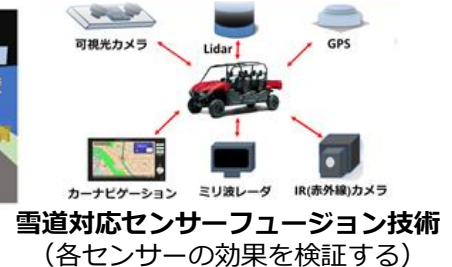 可視光カメラ
Lidar
GPS
カーナビゲーション
ミリ波レーダ
IR(赤外線)カメラ
雪道対応センサーフュージョン技術
（各センサーの効果を検証する）